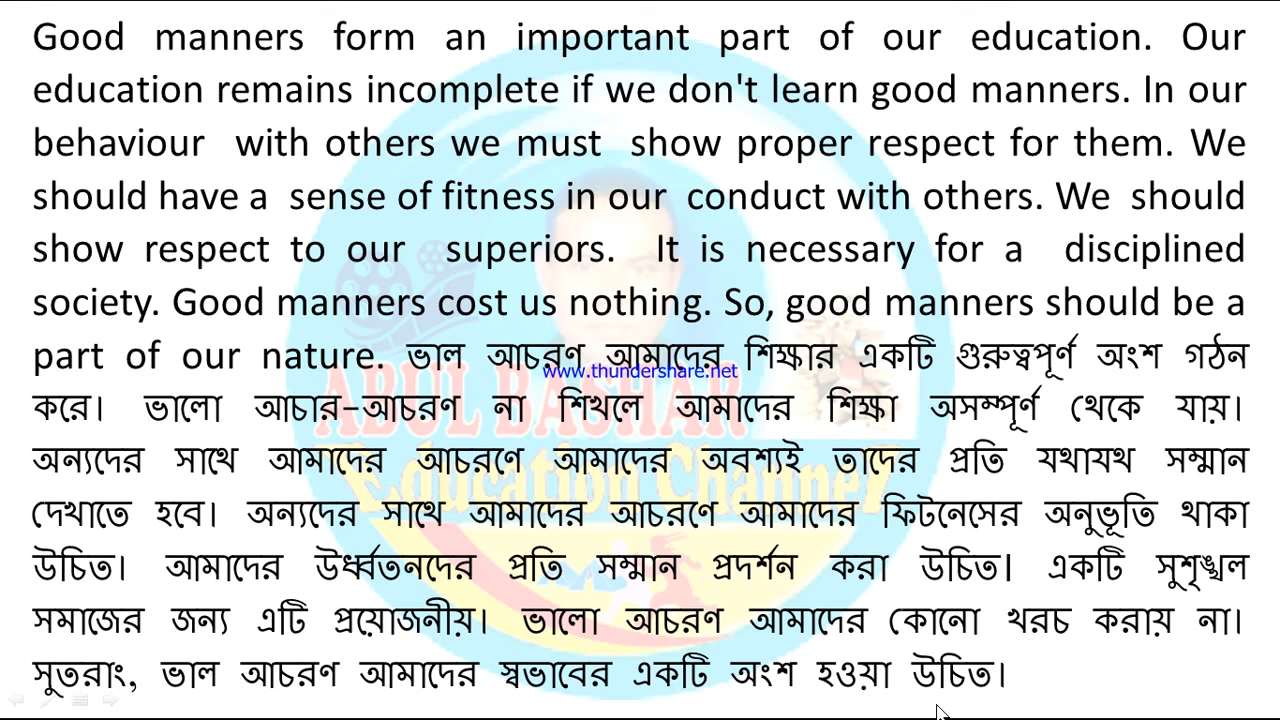 Good manners form an important part of our education. Our
education remains incomplete if we don't learn good manners. In our
behaviour with others we must show proper respect for them. We
should have a sense of fitness in our conduct with others. We should
show respect to our superiors. It is necessary for a disciplined
society. Good manners cost us nothing. So, good manners should be a
part of our nature. ভাল আচরণ আমাদের শিক্ষার একটি গুরুত্বপূর্ণ অংশ গঠন
www.thundershare.net
করে। ভালো আচার-আচরণ না শিখলে আমাদের শিক্ষা অসম্পূর্ণ থেকে যায়।
অন্যদের সাথে আমাদের আচরণে আমাদের অবশ্যই তাদের প্রতি যথাযথ সম্মান
দেখাতে হবে। অন্যদের সাথে আমাদের আচরণে আমাদের ফিটনেসের অনুভূতি থাকা
উচিত। আমাদের উর্ধ্বতনদের প্রতি সম্মান প্রদর্শন করা উচিত। একটি সুশৃঙ্খল
সমাজের জন্য এটি প্রয়োজনীয়। ভালো আচরণ আমাদের কোনো খরচ করায় না।
সুতরাং, ভাল আচরণ আমাদের স্বভাবের একটি অংশ হওয়া উচিত।
ABUL BASHAR
Education Channel